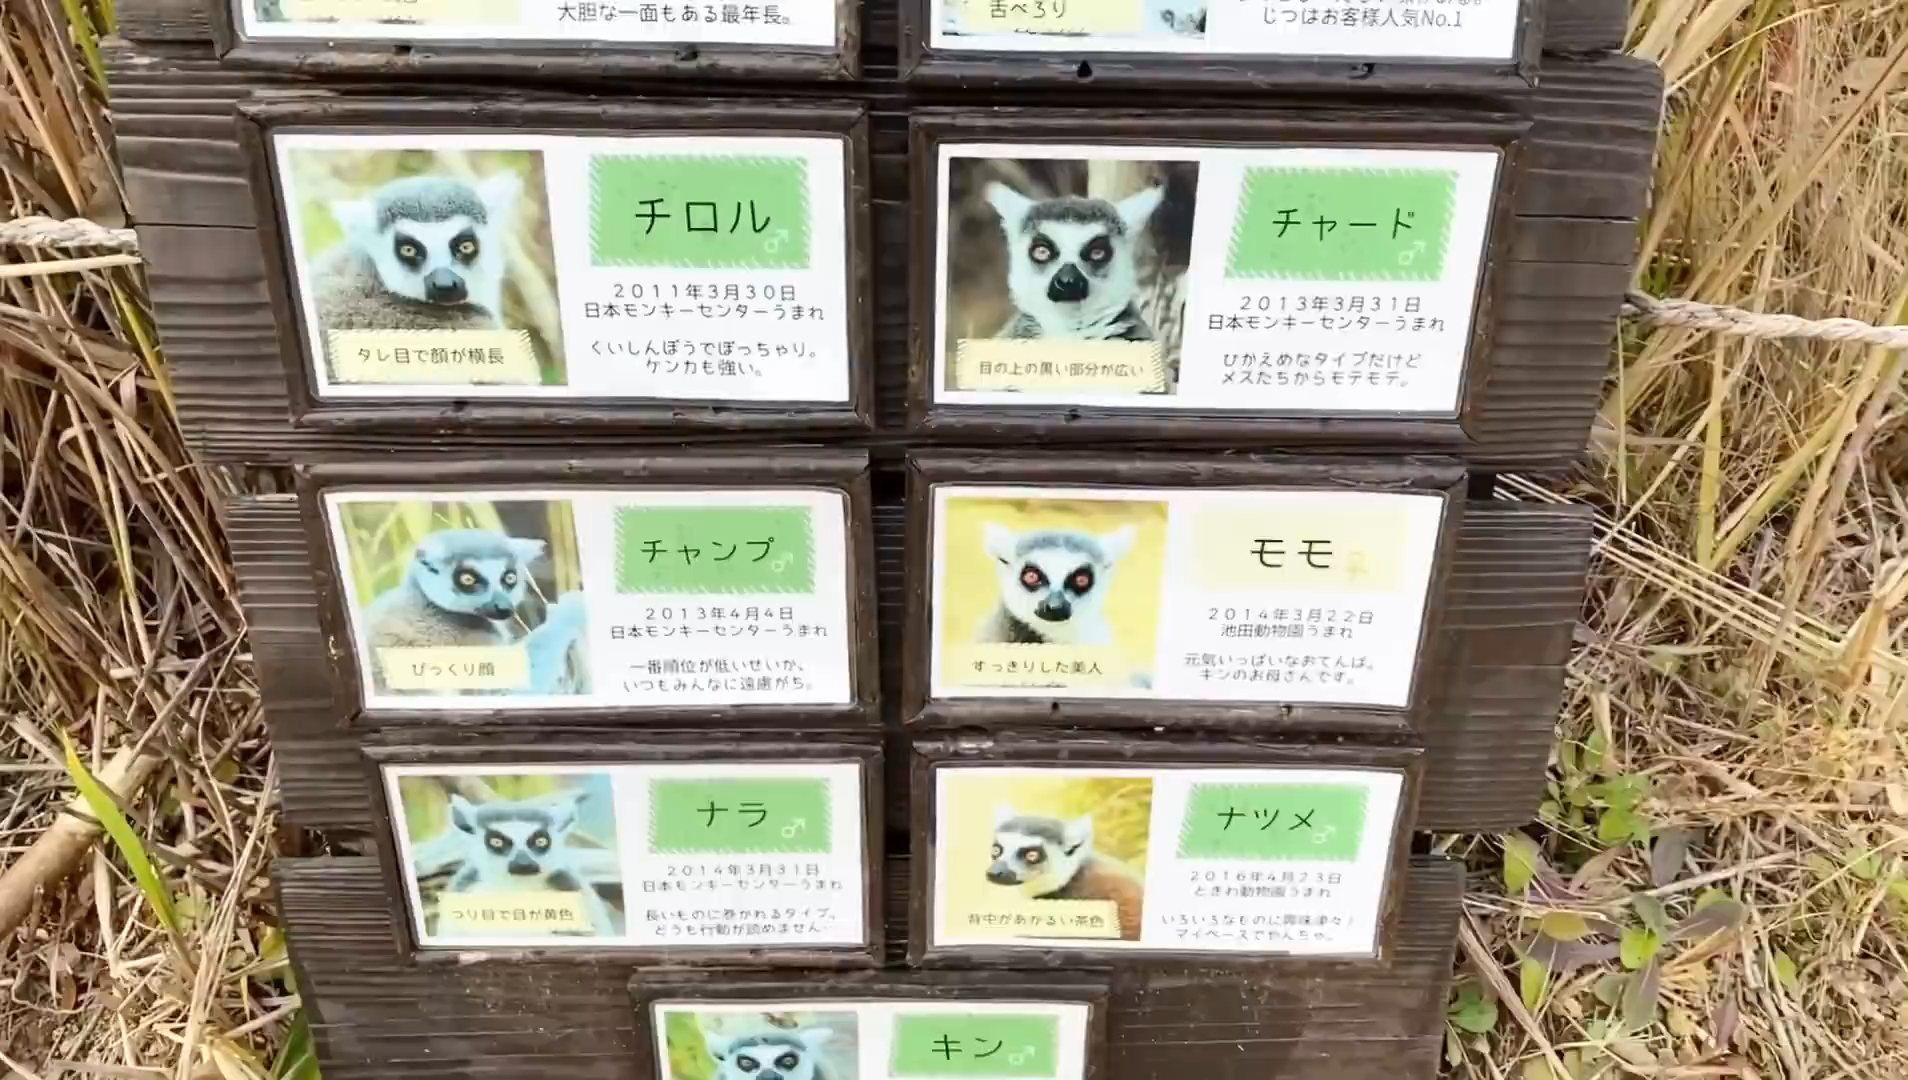 大胆な一面もある最年長。
舌ぺろり
じつはお客様人気No.1
チロル♂
2011年3月30日
日本モンキーセンターうまれ
くいしんぼうでぽっちゃり。
ケンカも強い。
タレ目で顔が横長
チャード♂
2013年3月31日
日本モンキーセンターうまれ
ひかえめなタイプだけど
メスたちからモテモテ。
目の上の黒い部分が広い
チャンプ♂
2013年4月4日
日本モンキーセンターうまれ
一番順位が低いせいか、
いつもみんなに遠慮がち。
びっくり顔
モモ♀
2014年3月22日
池田動物園うまれ
元気いっぱいなおてんば。
キンのお母さんです。
すっきりした美人
ナラ♂
2014年3月31日
日本モンキーセンターうまれ
長いものに巻かれるタイプ。
どうも行動が読めません…
つり目で目が黄色
ナツメ♂
2016年4月23日
ときわ動物園うまれ
いろいろなものに興味津々！
マイペースでやんちゃ。
背中があかるい茶色
キン♂